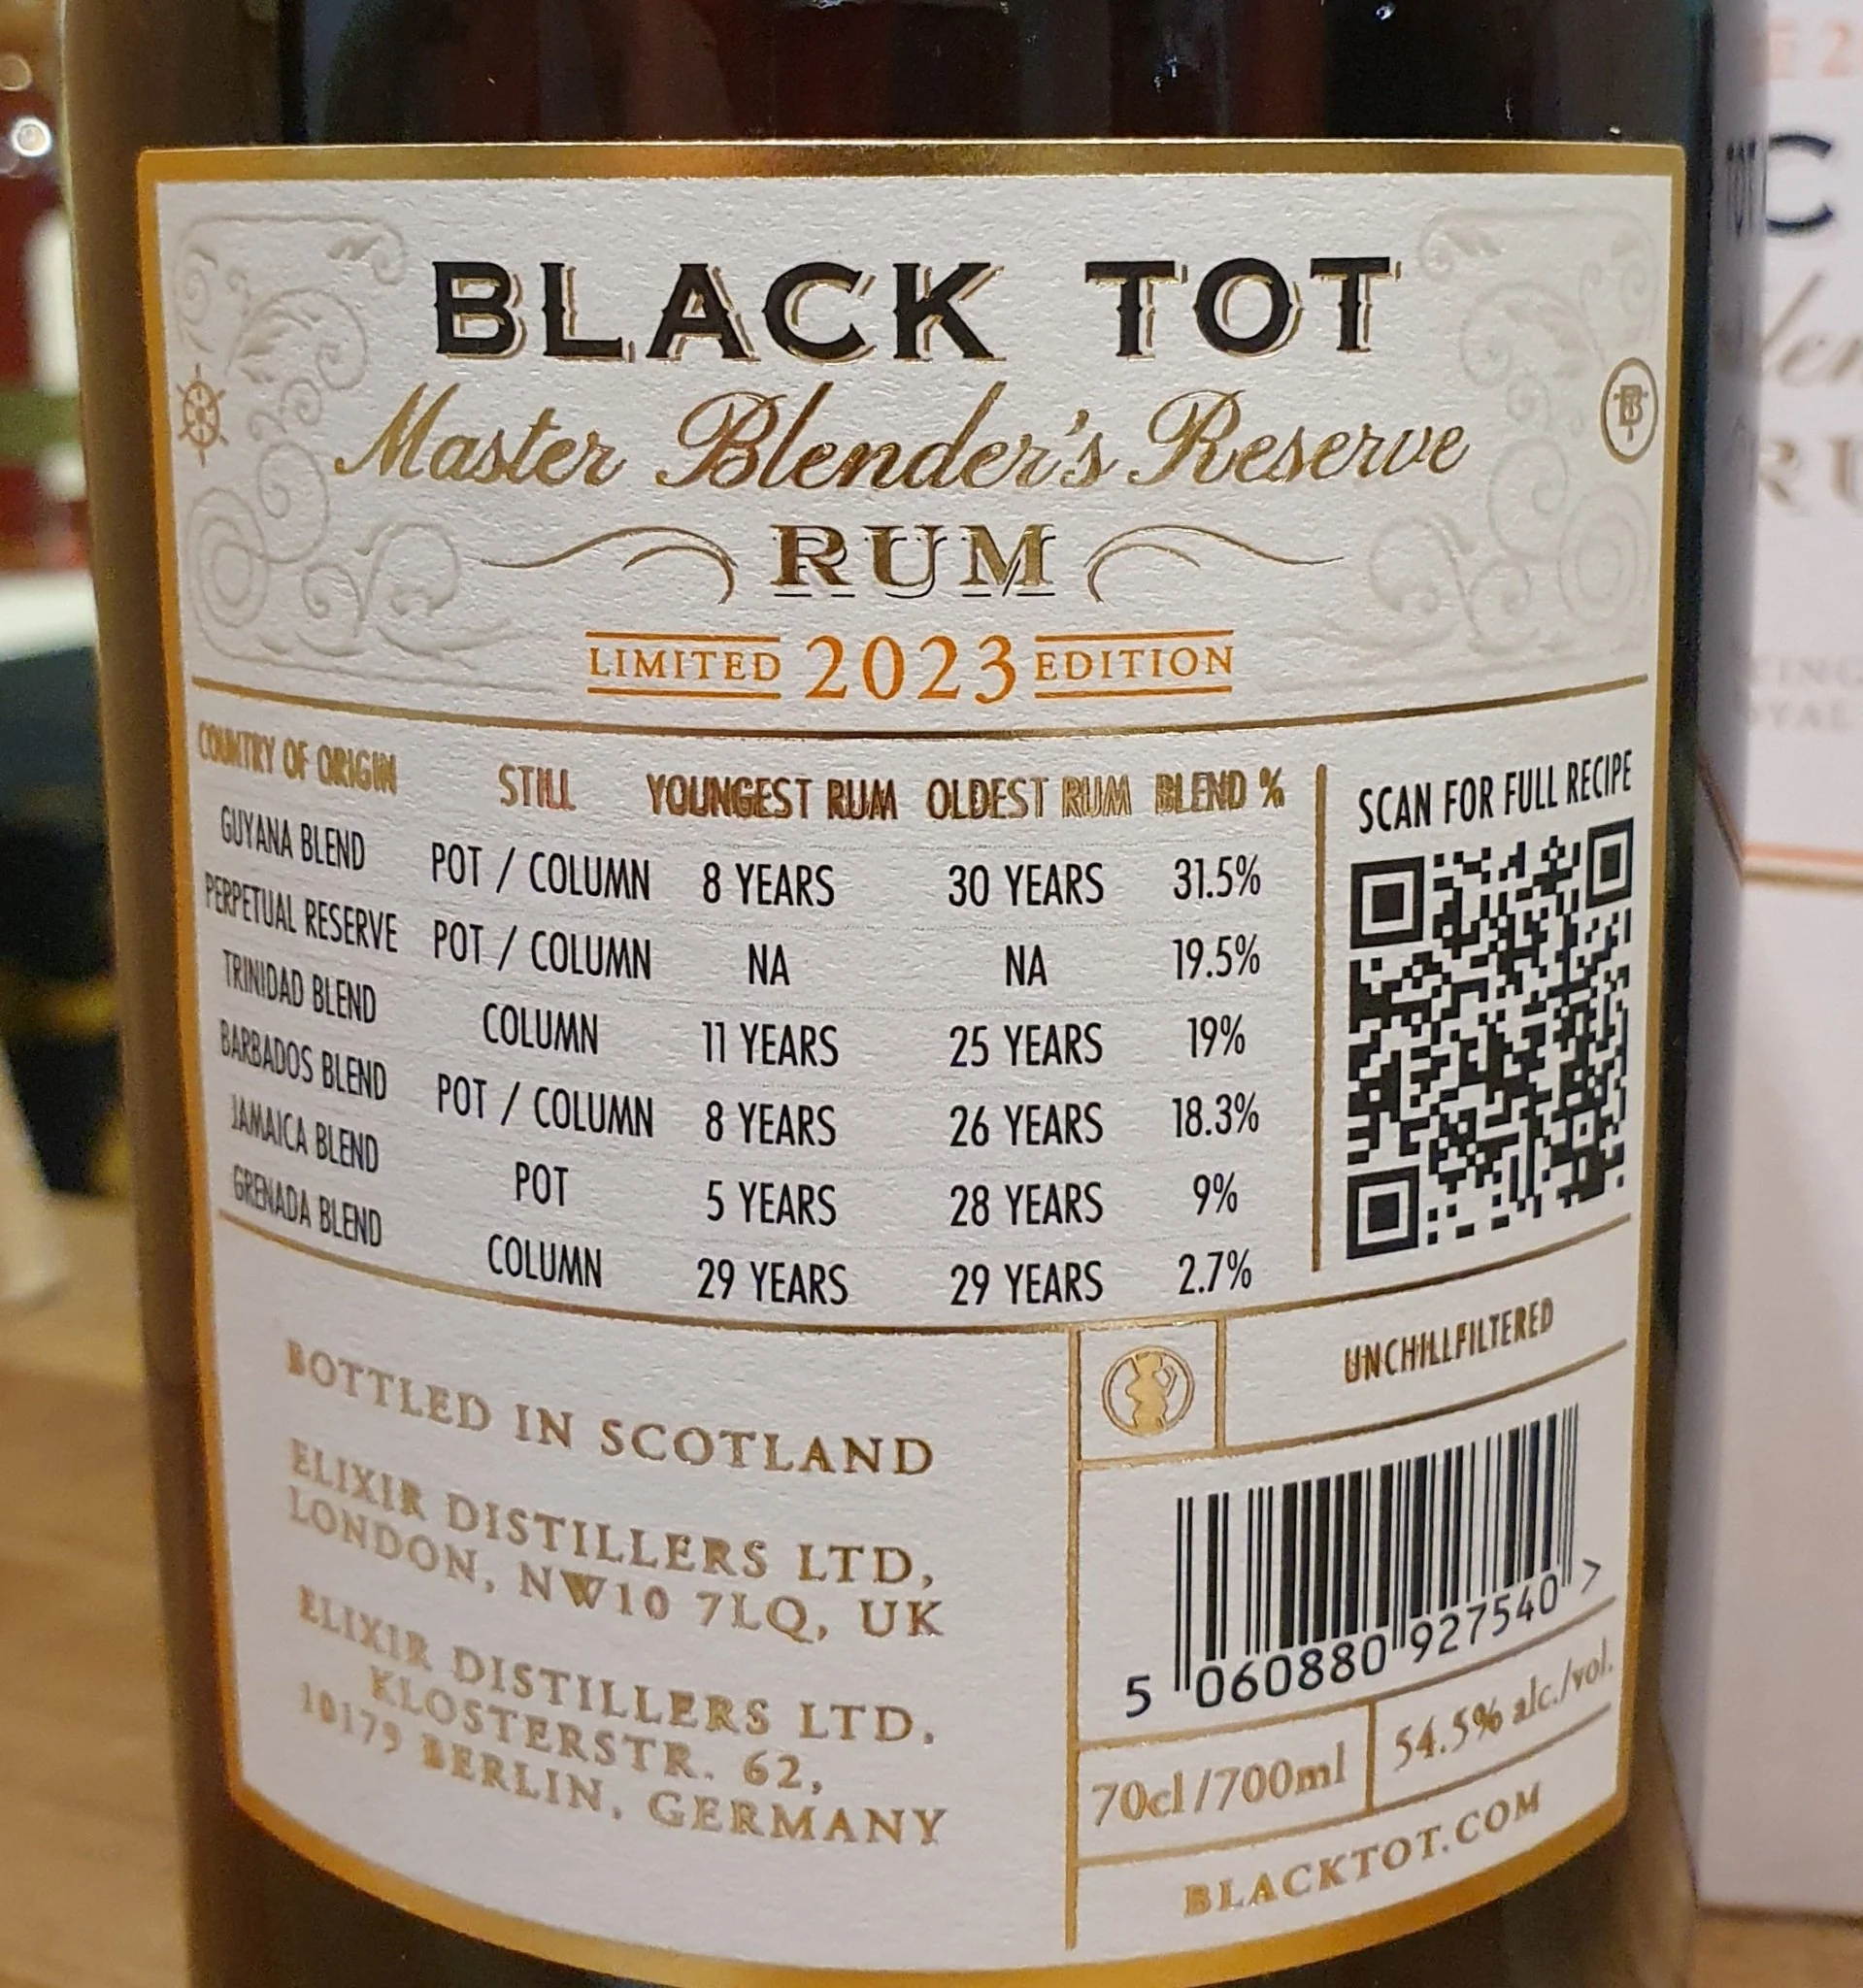 BLACK TOT
Master Blender's Reserve
RUM
LIMITED 2023 EDITION
COUNTRY OF ORIGIN STILL YOUNGEST RUM OLDEST RUM BLEND %
GUYANA BLEND POT / COLUMN 8 YEARS 30 YEARS 31.5%
PERPETUAL RESERVE POT / COLUMN NA NA 19.5%
TRINIDAD BLEND COLUMN 11 YEARS 25 YEARS 19%
BARBADOS BLEND POT / COLUMN 8 YEARS 26 YEARS 18.3%
JAMAICA BLEND POT 5 YEARS 28 YEARS 9%
GRENADA BLEND COLUMN 29 YEARS 29 YEARS 2.7%
SCAN FOR FULL RECIPE
BOTTLED IN SCOTLAND
ELIXIR DISTILLERS LTD,
LONDON, NW10 7LQ, UK
ELIXIR DISTILLERS LTD.
KLOSTERSTR. 62,
10179 BERLIN, GERMANY
UNCHILLFILTERED
5 060880 927540 >
70cl/700ml
54.5% alc./vol.
BLACKTOT.COM